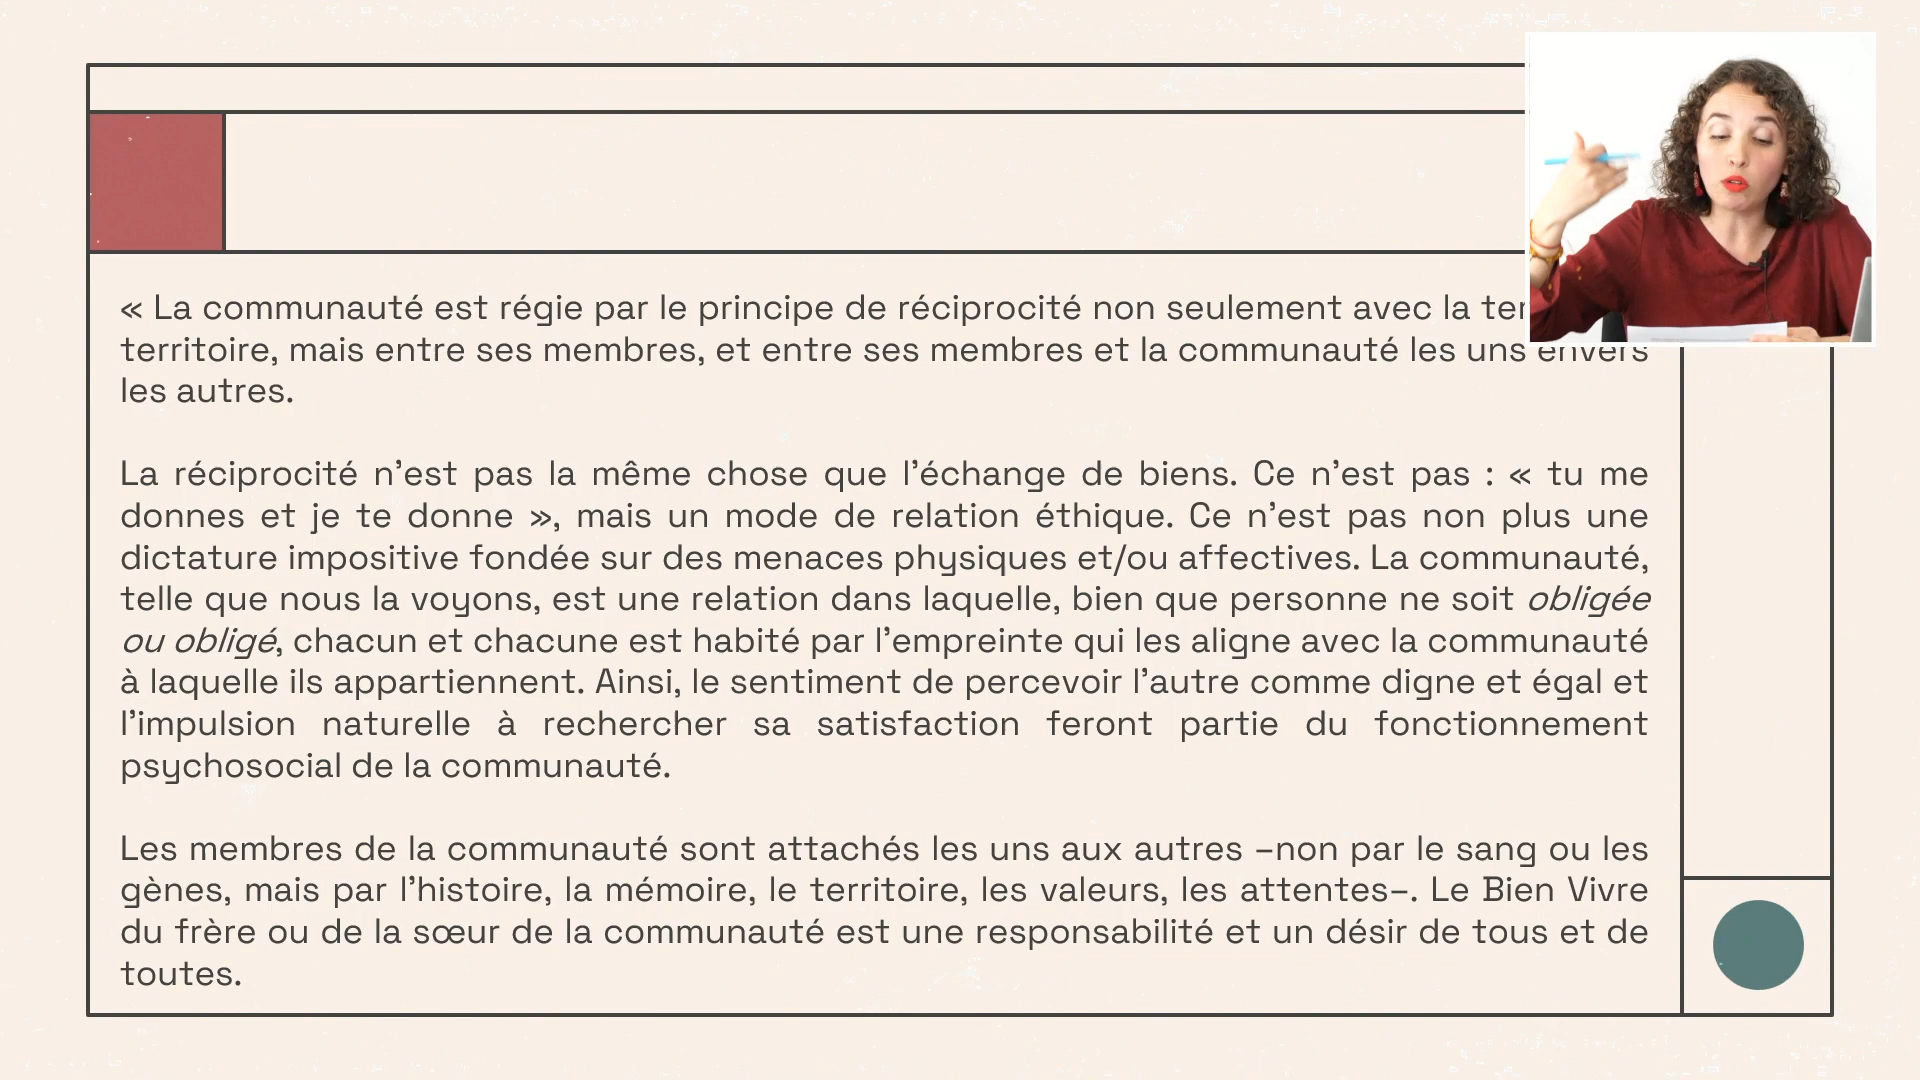 « La communauté est régie par le principe de réciprocité non seulement avec la
territoire, mais entre ses membres, et entre ses membres et la communauté les uns envers
les autres.
La réciprocité n’est pas la même chose que l’échange de biens. Ce n’est pas : « tu me
donnes et je te donne », mais un mode de relation éthique. Ce n’est pas non plus une
dictature impositive fondée sur des menaces physiques et/ou affectives. La communauté,
telle que nous la voyons, est une relation dans laquelle, bien que personne ne soit obligée
ou obligé, chacun et chacune est habité par l’empreinte qui les aligne avec la communauté
à laquelle ils appartiennent. Ainsi, le sentiment de percevoir l’autre comme digne et égal et
l’impulsion naturelle à rechercher sa satisfaction feront partie du fonctionnement
psychosocial de la communauté.
Les membres de la communauté sont attachés les uns aux autres –non par le sang ou les
gènes, mais par l’histoire, la mémoire, le territoire, les valeurs, les attentes–. Le Bien Vivre
du frère ou de la sœur de la communauté est une responsabilité et un désir de tous et de
toutes.